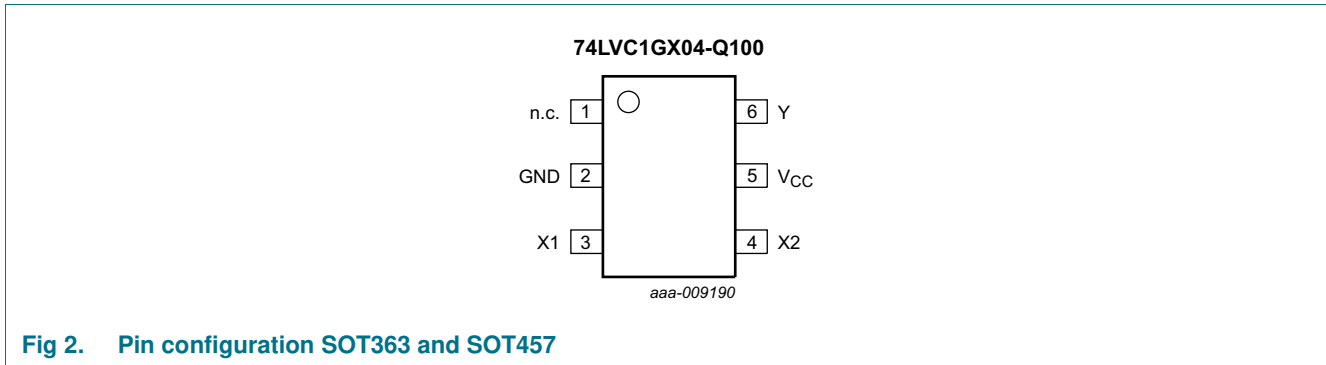 74LVC1GX04-Q100
n.c. 1 6 Y
GND 2 5 VCC
X1 3 4 X2
aaa-009190
Fig 2. Pin configuration SOT363 and SOT457